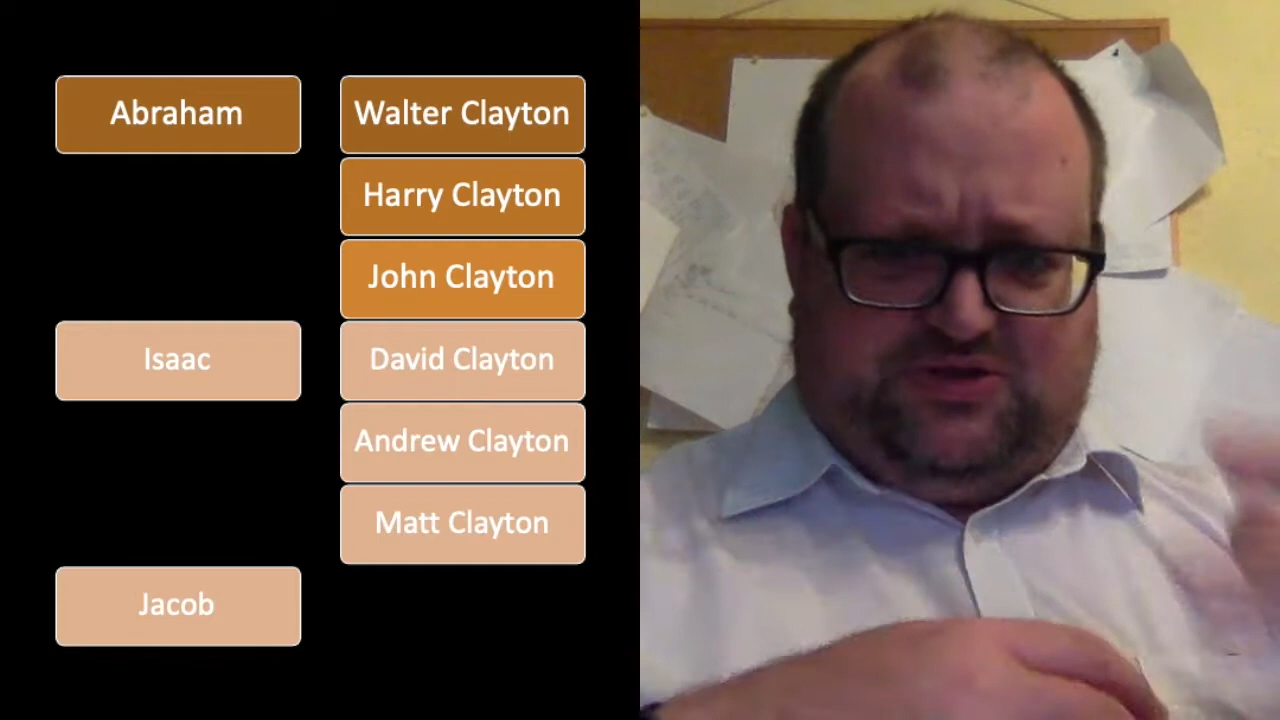 Abraham
Walter Clayton
Harry Clayton
John Clayton
Isaac
David Clayton
Andrew Clayton
Matt Clayton
Jacob